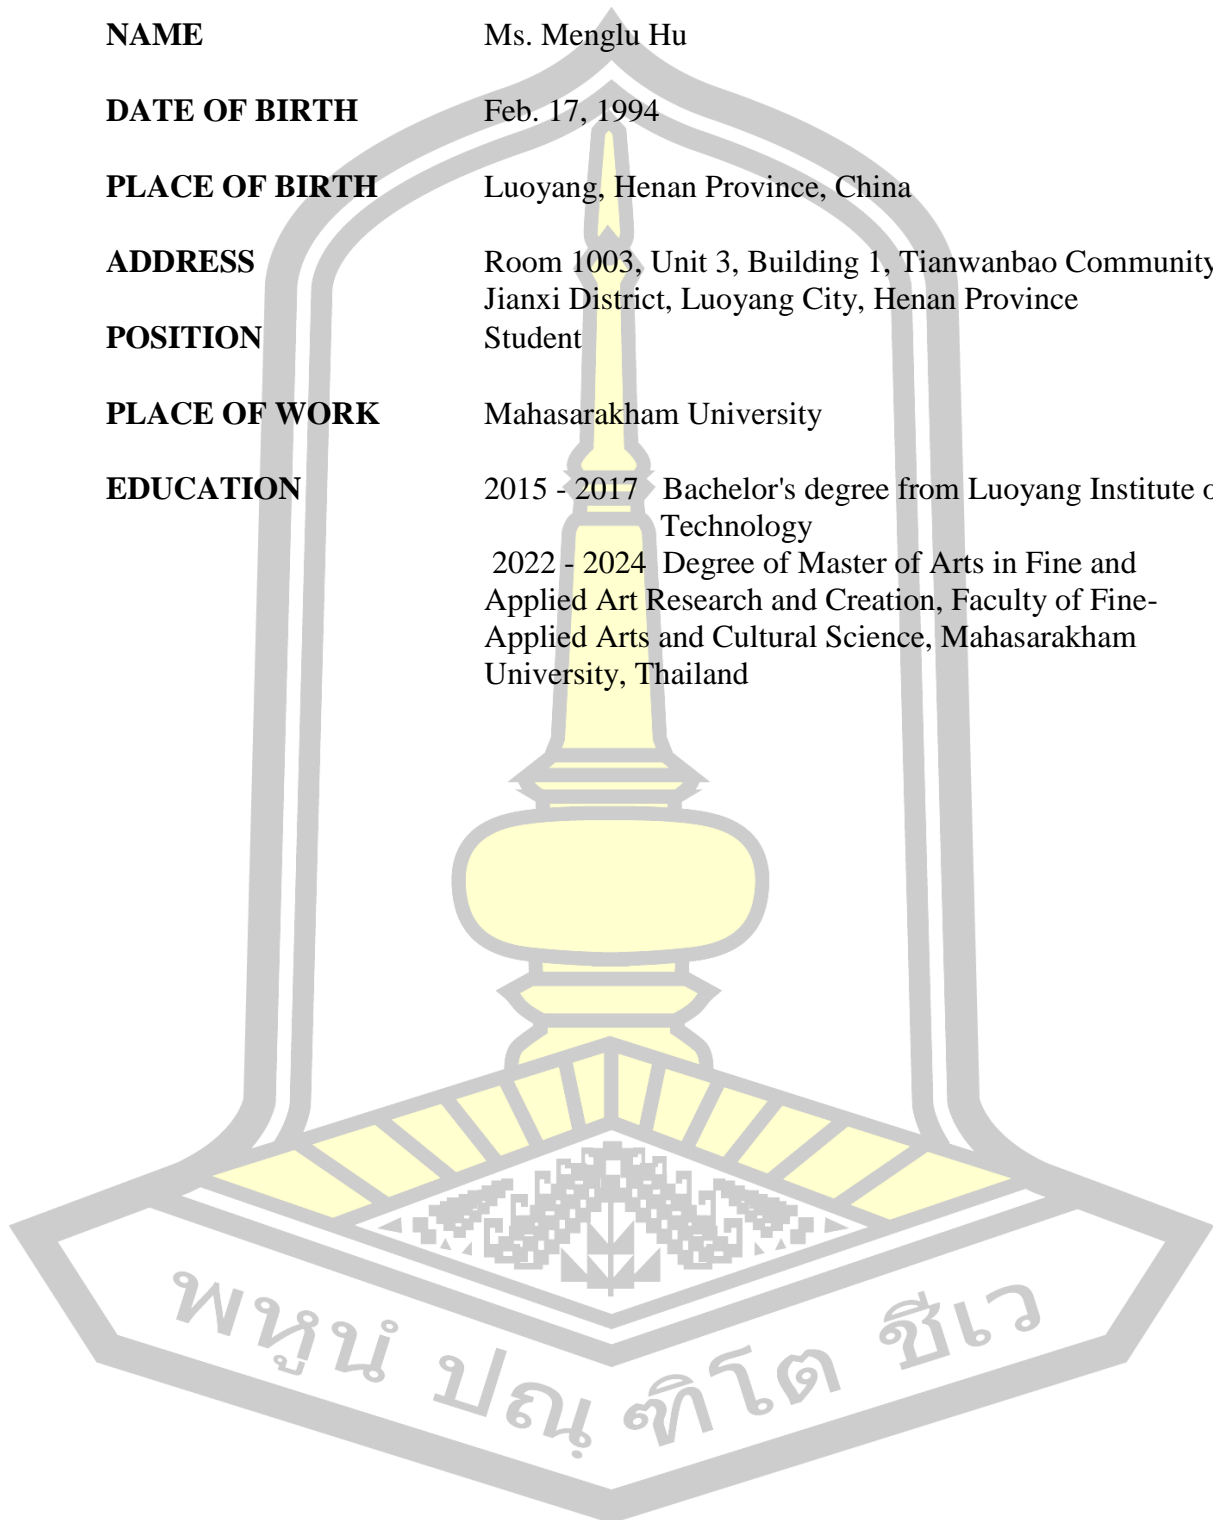 NAME Ms. Menglu Hu
DATE OF BIRTH Feb. 17, 1994
PLACE OF BIRTH Luoyang, Henan Province, China
ADDRESS Room 1003, Unit 3, Building 1, Tianwanbao Community
Jianxi District, Luoyang City, Henan Province
POSITION Student
PLACE OF WORK Mahasarakham University
EDUCATION 2015 - 2017 Bachelor's degree from Luoyang Institute
Technology
2022 - 2024 Degree of Master of Arts in Fine and
Applied Art Research and Creation, Faculty of Fine-
Applied Arts and Cultural Science, Mahasarakham
University, Thailand
พหูนํ ปณฺฑิโต ชีเว